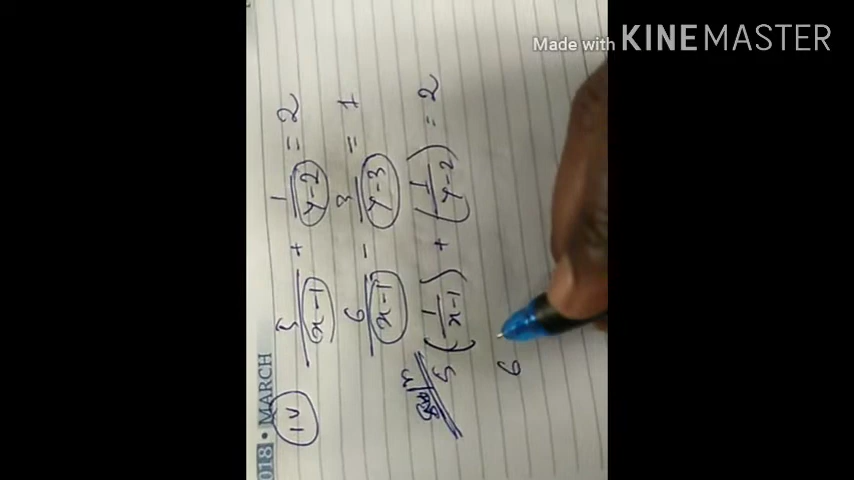 Made with KINEMASTER
018 • MARCH
IV 5/(x-1) + 1/(y-2) = 2
6/(x-1) - 3/(y-3) = 1
5(1/(x-1)) + (1/(y-2)) = 2
6